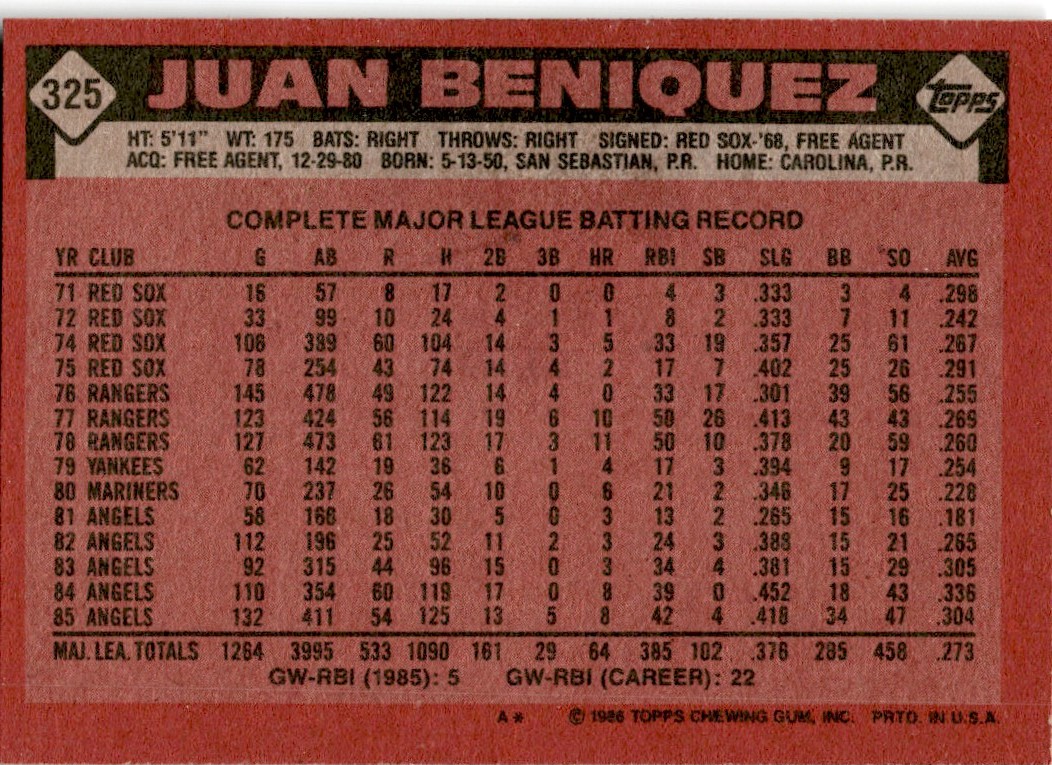 325 JUAN BENIQUEZ topps
HT: 5'11" WT: 175 BATS: RIGHT THROWS: RIGHT SIGNED: RED SOX-'68, FREE AGENT
ACQ: FREE AGENT, 12-29-80 BORN: 5-13-50, SAN SEBASTIAN, P.R. HOME: CAROLINA, P.R.
COMPLETE MAJOR LEAGUE BATTING RECORD
YR CLUB G AB R H 2B 3B HR RBI SB SLG BB SO AVG
71 RED SOX 16 57 8 17 2 0 0 4 3 .333 3 4 .298
72 RED SOX 33 99 10 24 4 1 1 8 2 .333 7 11 .242
74 RED SOX 106 389 60 104 14 3 5 33 19 .357 25 61 .267
75 RED SOX 78 254 43 74 14 4 2 17 7 .402 25 26 .291
76 RANGERS 145 478 49 122 14 4 0 33 17 .301 39 56 .255
77 RANGERS 123 424 56 114 19 6 10 50 26 .413 43 43 .269
78 RANGERS 127 473 61 123 17 3 11 50 10 .378 20 59 .260
79 YANKEES 62 142 19 36 6 1 4 17 3 .394 9 17 .254
80 MARINERS 70 237 26 54 10 0 6 21 2 .346 17 25 .228
81 ANGELS 58 166 18 30 5 0 3 13 2 .265 15 16 .181
82 ANGELS 112 196 25 52 11 2 3 24 3 .388 15 21 .265
83 ANGELS 92 315 44 96 15 0 3 34 4 .381 15 29 .305
84 ANGELS 110 354 60 119 17 0 8 39 0 .452 18 43 .336
85 ANGELS 132 411 54 125 13 5 8 42 4 .418 34 47 .304
MAJ. LEA. TOTALS 1264 3995 533 1090 161 29 64 385 102 .376 285 458 .273
GW-RBI (1985): 5 GW-RBI (CAREER): 22
A* © 1986 TOPPS CHEWING GUM, INC. PRTD. IN U.S.A.